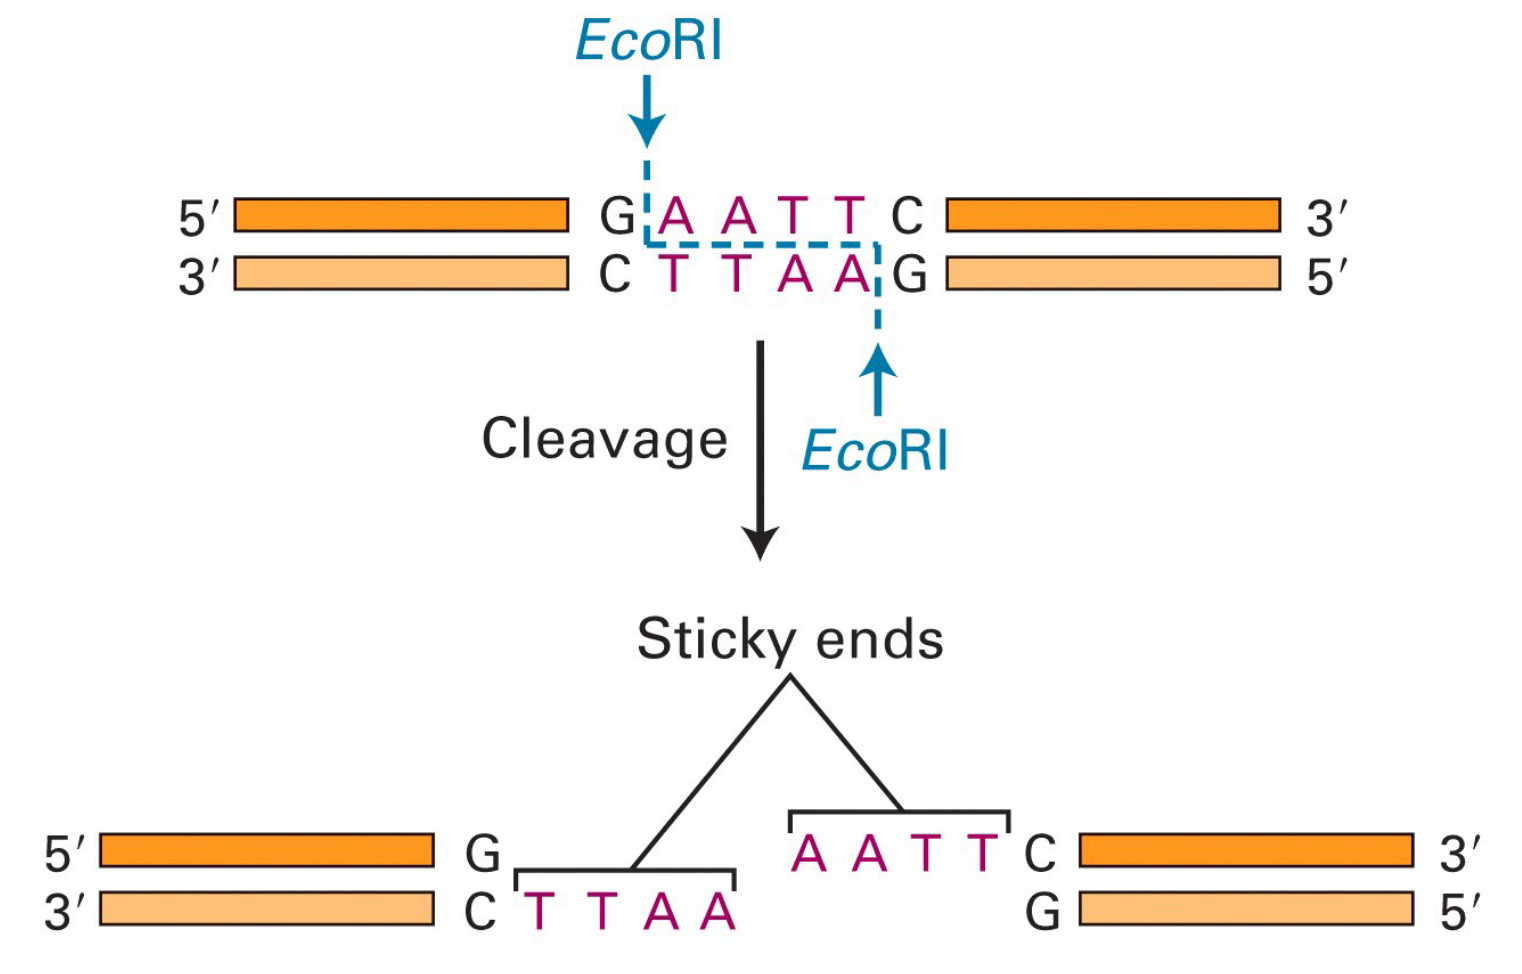 EcoRI
5′ G A A T T C 3′
3′ C T T A A G 5′
Cleavage
EcoRI
Sticky ends
5′ G A A T T C 3′
3′ C T T A A G 5′